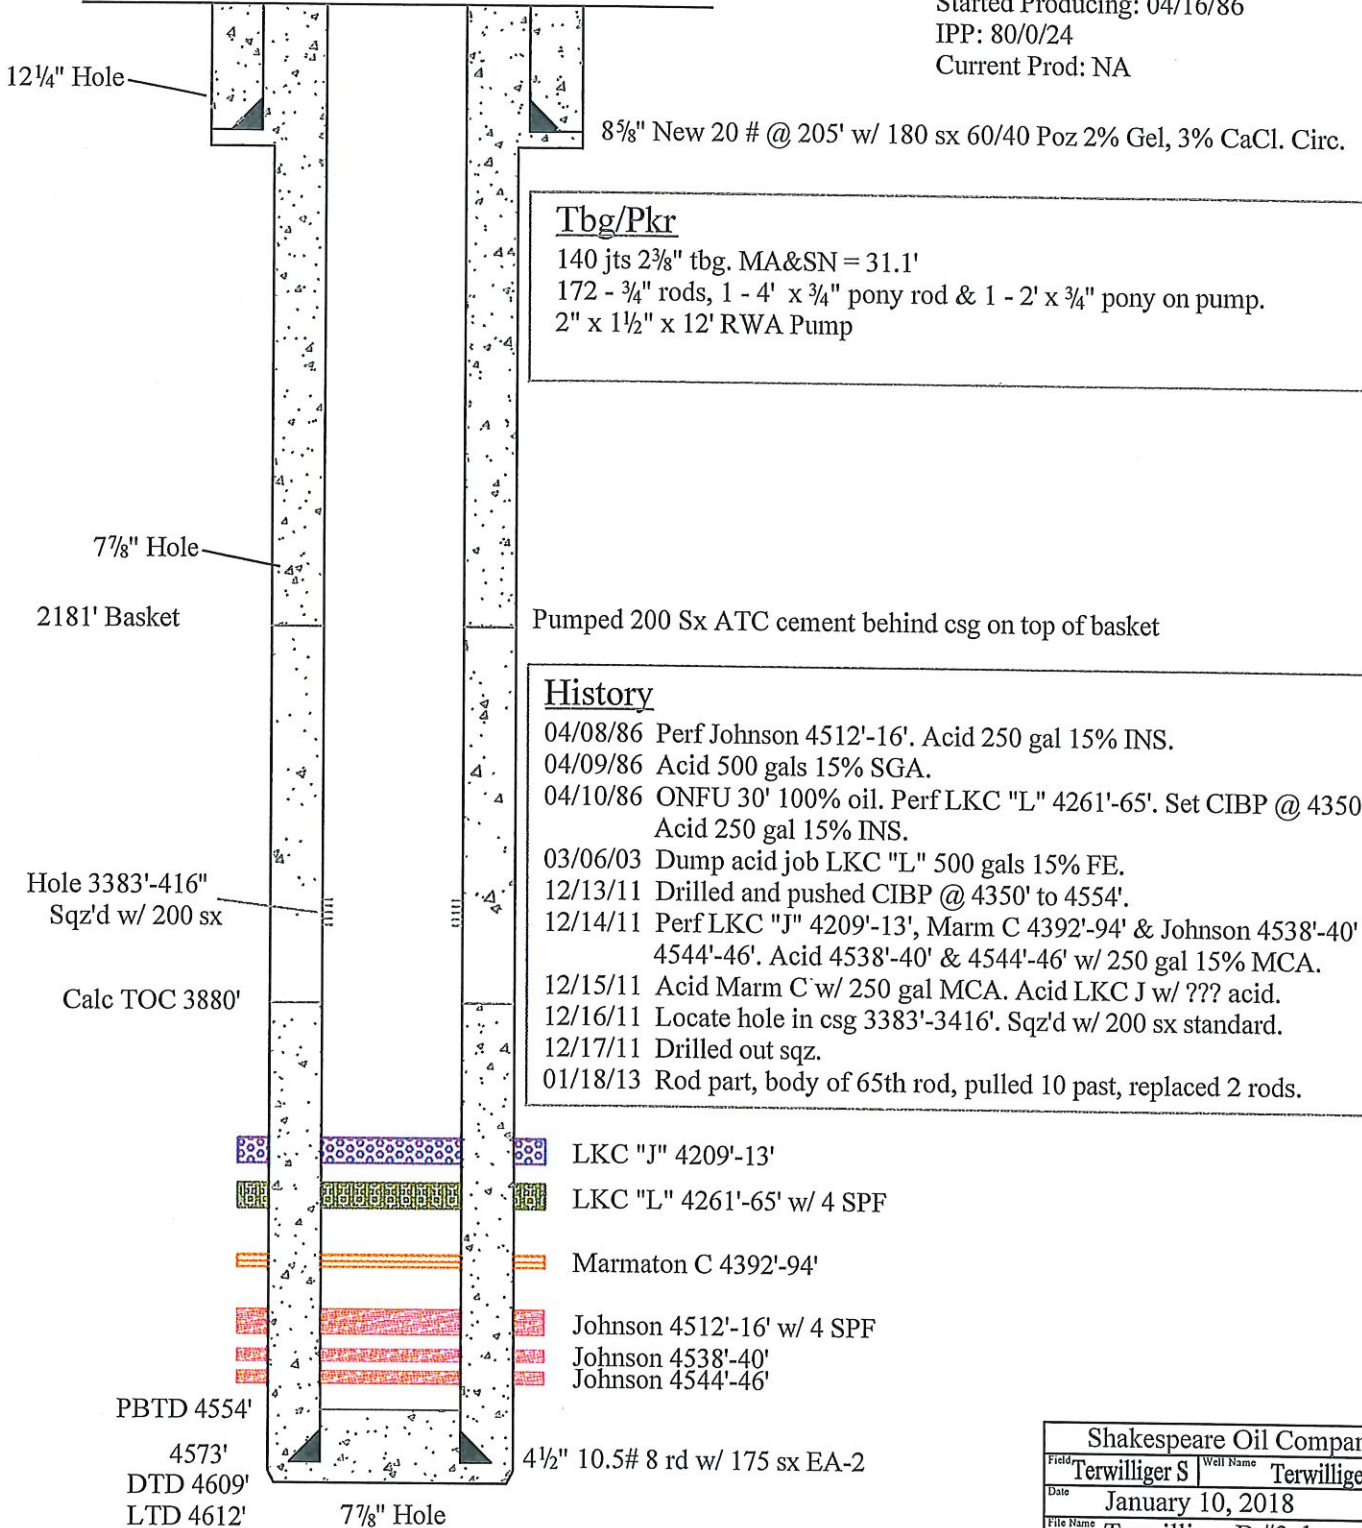 Started Producing: 04/16/86
IPP: 80/0/24
Current Prod: NA
12¼" Hole
8⅝" New 20 # @ 205' w/ 180 sx 60/40 Poz 2% Gel, 3% CaCl. Circ.
Tbg/Pkr
140 jts 2⅜" tbg. MA&SN = 31.1'
172 - ¾" rods, 1 - 4' x ¾" pony rod & 1 - 2' x ¾" pony on pump.
2" x 1½" x 12' RWA Pump
7⅞" Hole
2181' Basket
Pumped 200 Sx ATC cement behind csg on top of basket
History
04/08/86 Perf Johnson 4512'-16'. Acid 250 gal 15% INS.
04/09/86 Acid 500 gals 15% SGA.
04/10/86 ONFU 30' 100% oil. Perf LKC "L" 4261'-65'. Set CIBP @ 4350
Acid 250 gal 15% INS.
03/06/03 Dump acid job LKC "L" 500 gals 15% FE.
12/13/11 Drilled and pushed CIBP @ 4350' to 4554'.
12/14/11 Perf LKC "J" 4209'-13', Marm C 4392'-94' & Johnson 4538'-40'
4544'-46'. Acid 4538'-40' & 4544'-46' w/ 250 gal 15% MCA.
12/15/11 Acid Marm C w/ 250 gal MCA. Acid LKC J w/ ??? acid.
12/16/11 Locate hole in csg 3383'-3416'. Sqz'd w/ 200 sx standard.
12/17/11 Drilled out sqz.
01/18/13 Rod part, body of 65th rod, pulled 10 past, replaced 2 rods.
Hole 3383'-416"
Sqz'd w/ 200 sx
Calc TOC 3880'
LKC "J" 4209'-13'
LKC "L" 4261'-65' w/ 4 SPF
Marmaton C 4392'-94'
Johnson 4512'-16' w/ 4 SPF
Johnson 4538'-40'
Johnson 4544'-46'
PBTD 4554'
4573'
DTD 4609'
LTD 4612'
4½" 10.5# 8 rd w/ 175 sx EA-2
7⅞" Hole
Shakespeare Oil Compan
Field Terwilliger S Well Name Terwillige
Date January 10, 2018
File Name